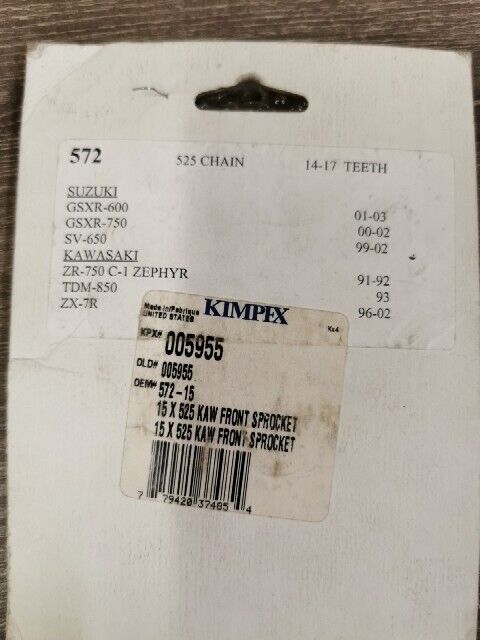 572 525 CHAIN 14-17 TEETH
SUZUKI
GSXR-600 01-03
GSXR-750 00-02
SV-650 99-02
KAWASAKI
ZR-750 C-1 ZEPHYR 91-92
TDM-850 93
ZX-7R 96-02
Made in/Fabrique
UNITED STATES
KIMPEX
Kx4
KPX# 005955
OLD# 005955
OEM# 572-15
15 X 525 KAW FRONT SPROCKET
15 X 525 KAW FRONT SPROCKET
7 79420 37485 4